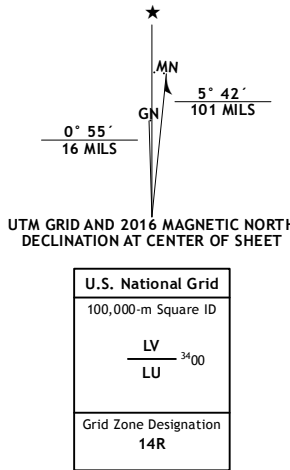 ★
MN
GN
5° 42´
101 MILS
0° 55´
16 MILS
UTM GRID AND 2016 MAGNETIC NORTH
DECLINATION AT CENTER OF SHEET
U.S. National Grid
100,000-m Square ID
LV
3400
LU
Grid Zone Designation
14R